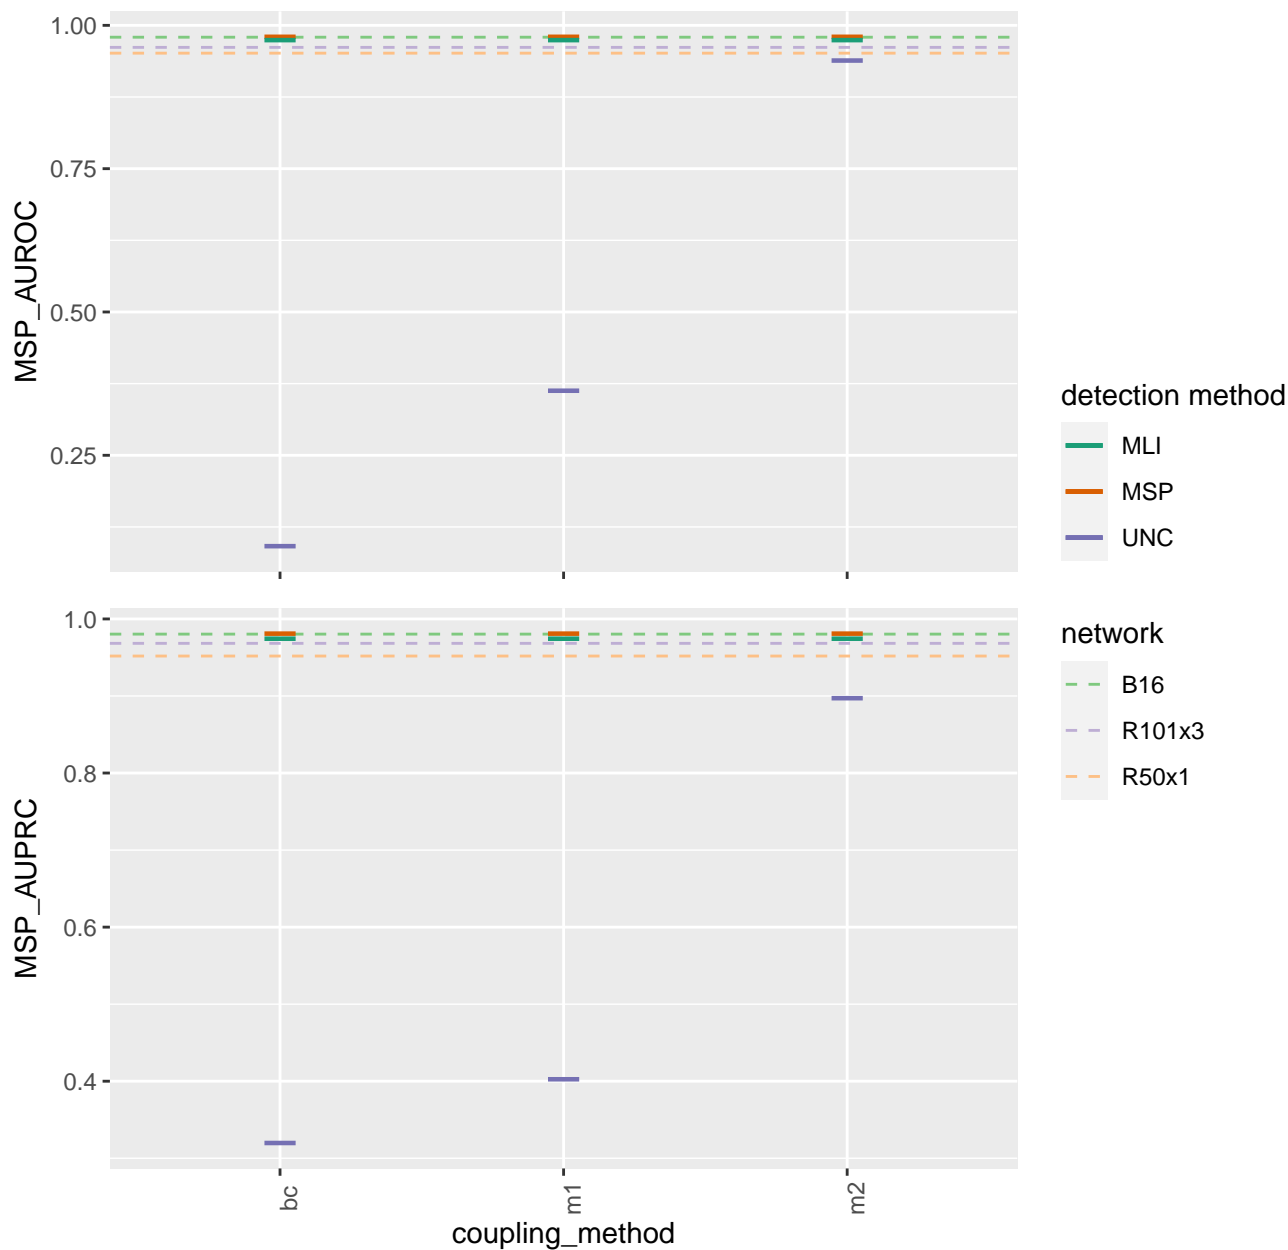 MSP_AUROC
1.00
0.75
0.50
0.25
MSP_AUPRC
1.0
0.8
0.6
0.4
bc
m1
m2
coupling_method
detection method
MLI
MSP
UNC
network
B16
R101x3
R50x1